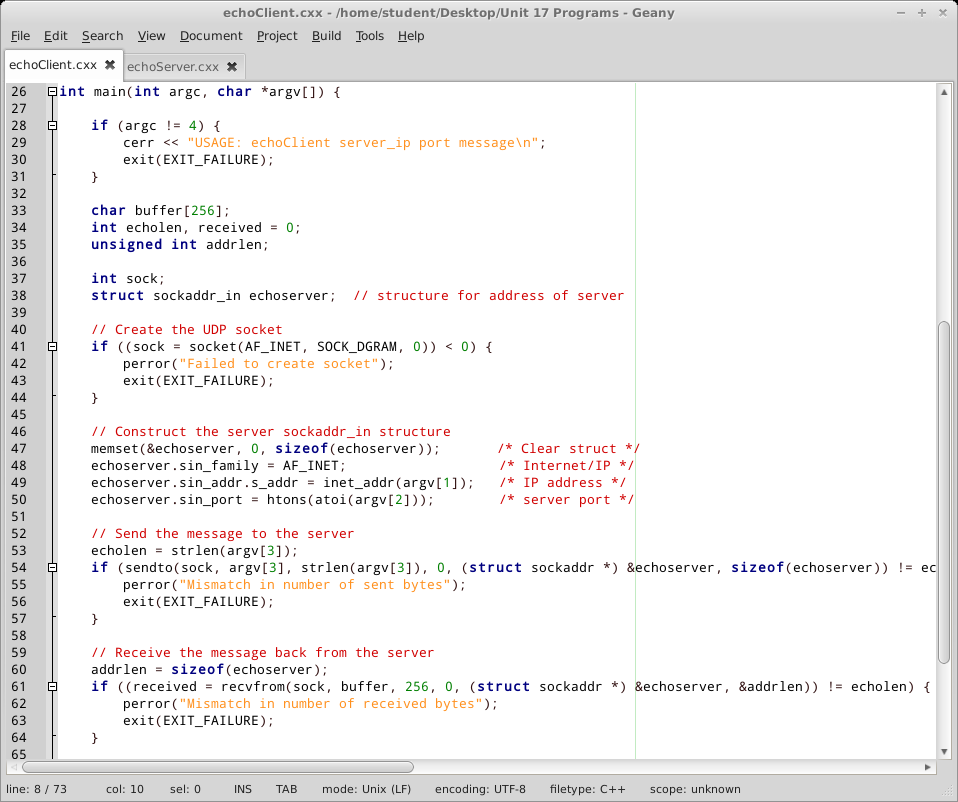 echoClient.cxx - /home/student/Desktop/Unit 17 Programs - Geany
File Edit Search View Document Project Build Tools Help
echoClient.cxx echoServer.cxx
26 int main(int argc, char *argv[]) {
27
28 if (argc != 4) {
29 cerr << "USAGE: echoClient server_ip port message\n";
30 exit(EXIT_FAILURE);
31 }
32
33 char buffer[256];
34 int echolen, received = 0;
35 unsigned int addrlen;
36
37 int sock;
38 struct sockaddr_in echoserver; // structure for address of server
39
40 // Create the UDP socket
41 if ((sock = socket(AF_INET, SOCK_DGRAM, 0)) < 0) {
42 perror("Failed to create socket");
43 exit(EXIT_FAILURE);
44 }
45
46 // Construct the server sockaddr_in structure
47 memset(&echoserver, 0, sizeof(echoserver)); /* Clear struct */
48 echoserver.sin_family = AF_INET; /* Internet/IP */
49 echoserver.sin_addr.s_addr = inet_addr(argv[1]); /* IP address */
50 echoserver.sin_port = htons(atoi(argv[2])); /* server port */
51
52 // Send the message to the server
53 echolen = strlen(argv[3]);
54 if (sendto(sock, argv[3], strlen(argv[3]), 0, (struct sockaddr *) &echoserver, sizeof(echoserver)) != ec
55 perror("Mismatch in number of sent bytes");
56 exit(EXIT_FAILURE);
57 }
58
59 // Receive the message back from the server
60 addrlen = sizeof(echoserver);
61 if ((received = recvfrom(sock, buffer, 256, 0, (struct sockaddr *) &echoserver, &addrlen)) != echolen) {
62 perror("Mismatch in number of received bytes");
63 exit(EXIT_FAILURE);
64 }
65
line: 8 / 73 col: 10 sel: 0 INS TAB mode: Unix (LF) encoding: UTF-8 filetype: C++ scope: unknown